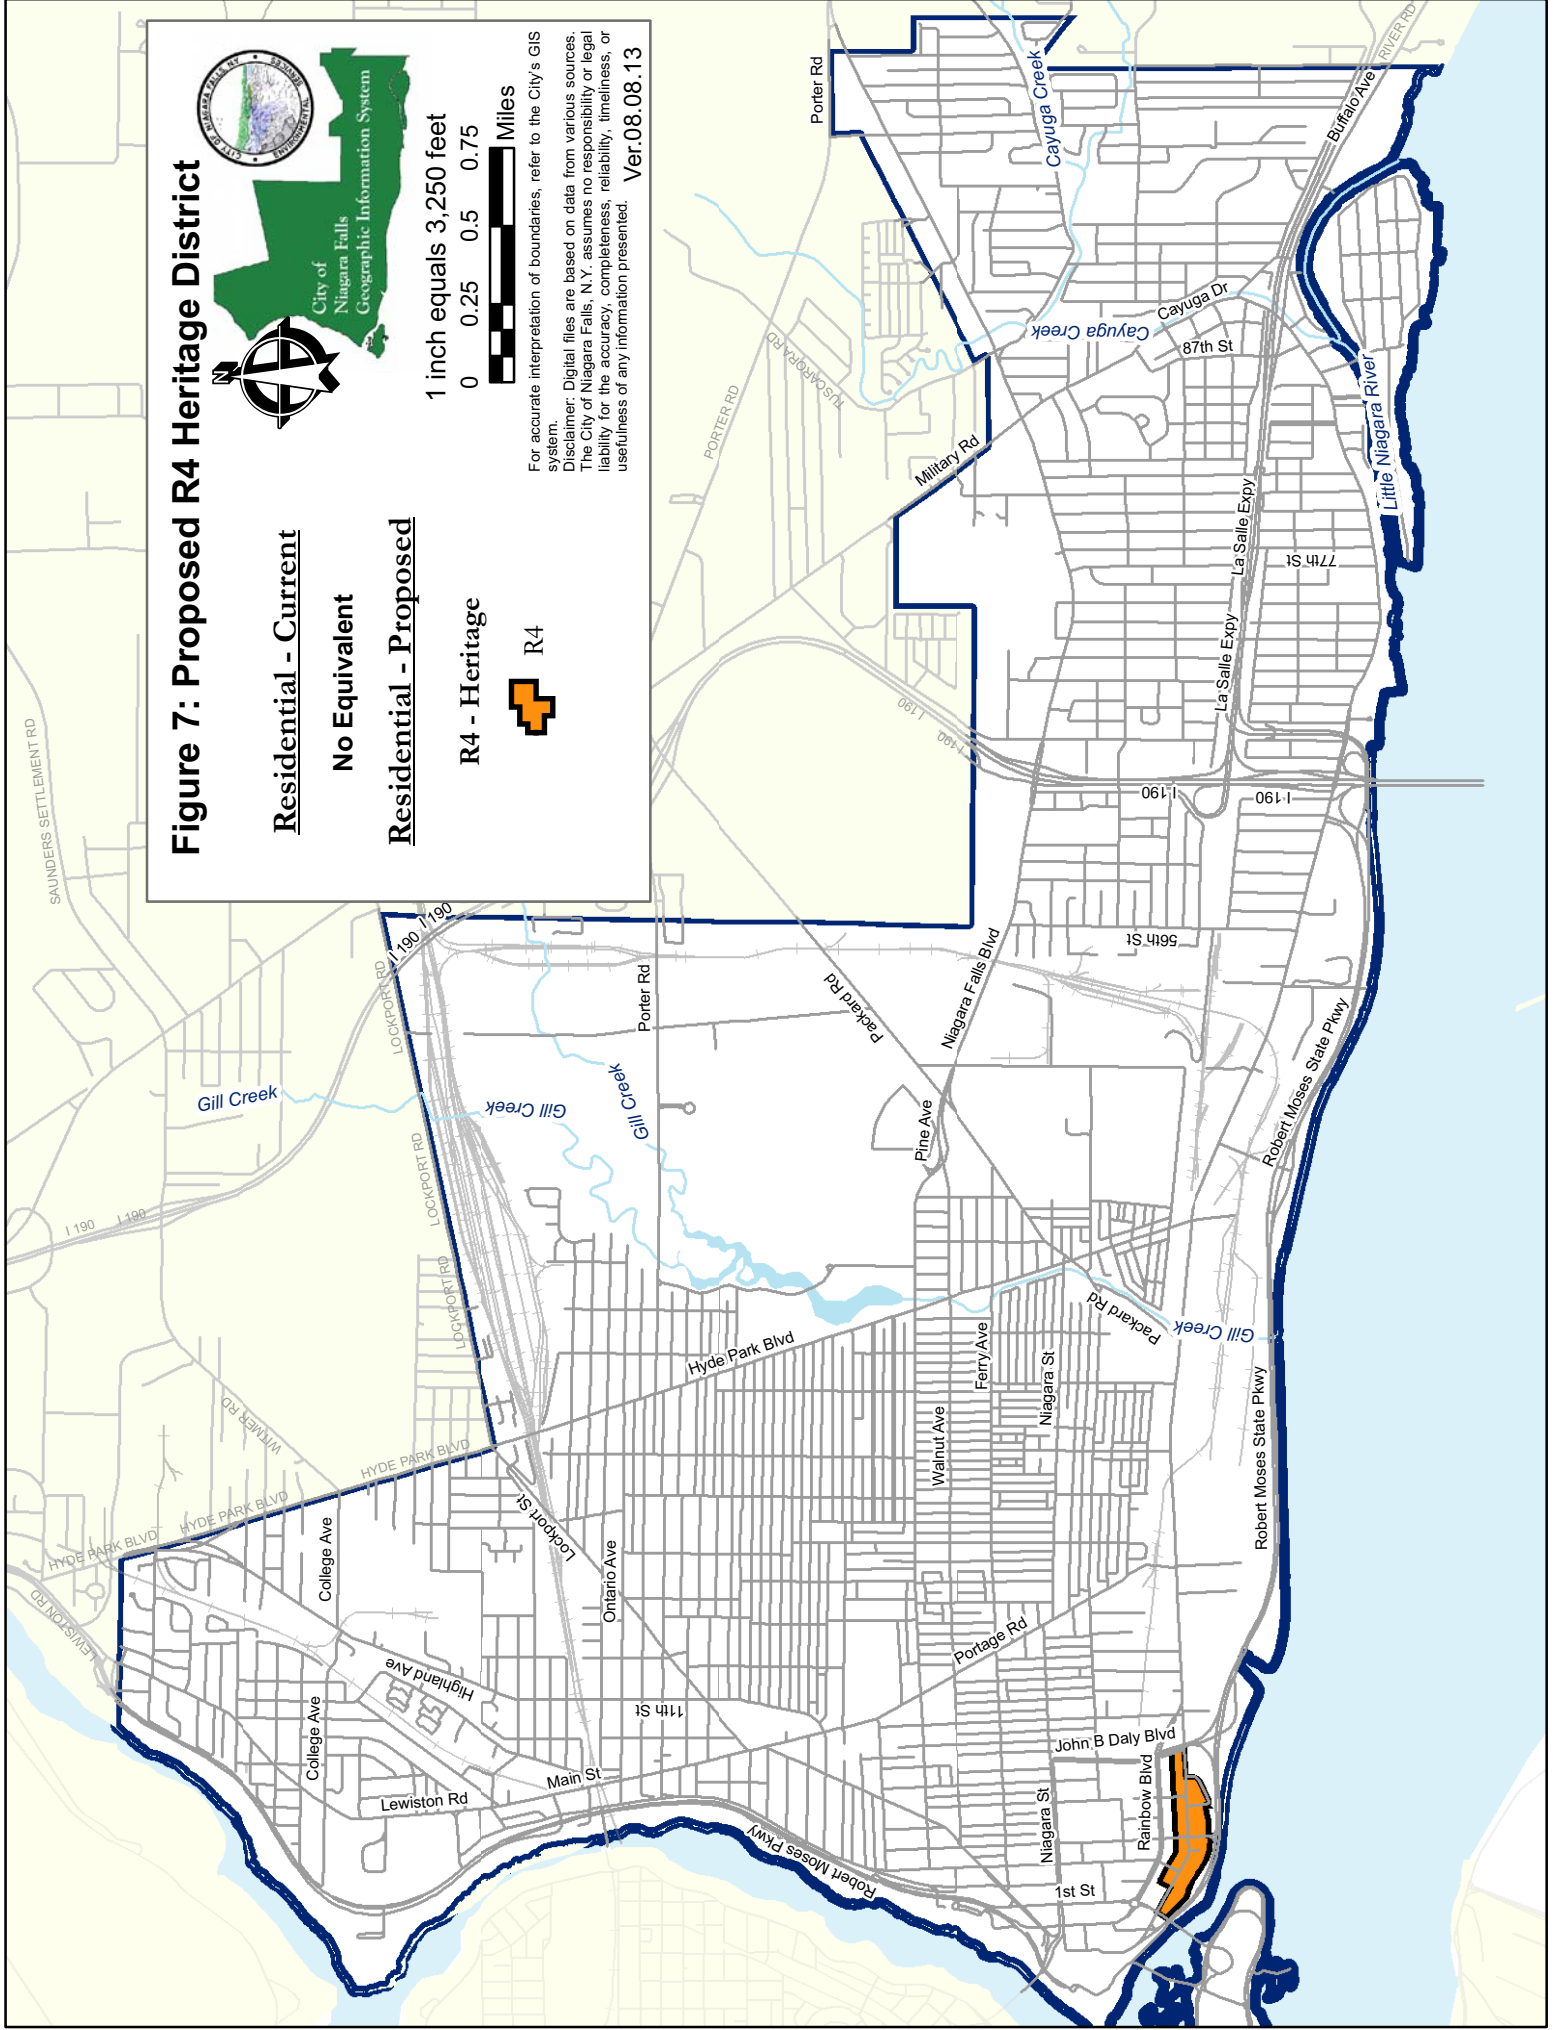 Figure 7: Proposed R4 Heritage District
Residential - Current
No Equivalent
Residential - Proposed
R4 - Heritage
R4
N
CITY OF NIAGARA FALLS, NY
ENVIRONMENTAL SERVICES
City of
Niagara Falls
Geographic Information System
1 inch equals 3,250 feet
0 0.25 0.5 0.75
Miles
For accurate interpretation of boundaries, refer to the City's GIS
system.
Disclaimer: Digital files are based on data from various sources.
The City of Niagara Falls, N.Y. assumes no responsibility or legal
liability for the accuracy, completeness, reliability, timeliness, or
usefulness of any information presented.
Ver.08.08.13
SAUNDERS SETTLEMENT RD
LEWISTON RD
HYDE PARK BLVD
HYDE PARK BLVD
HYDE PARK BLVD
WITMER RD
I 190
I 190
Gill Creek
LOCKPORT RD
LOCKPORT RD
LOCKPORT RD
I 190
I 190
College Ave
College Ave
Highland Ave
Lewiston Rd
Main St
Lockport St
Ontario Ave
11th St
Gill Creek
Gill Creek
Porter Rd
Hyde Park Blvd
Packard Rd
Pine Ave
Niagara Falls Blvd
Walnut Ave
Ferry Ave
Niagara St
Portage Rd
Packard Rd
Gill Creek
Robert Moses Pkwy
Niagara St
1st St
Rainbow Blvd
John B Daly Blvd
Robert Moses State Pkwy
Robert Moses State Pkwy
56th St
I 190
I 190
I 190
I 190
PORTER RD
TUSCARORA RD
Porter Rd
Military Rd
La Salle Expy
La Salle Expy
77th St
87th St
Cayuga Dr
Cayuga Creek
Cayuga Creek
Little Niagara River
Buffalo Ave
RIVER RD